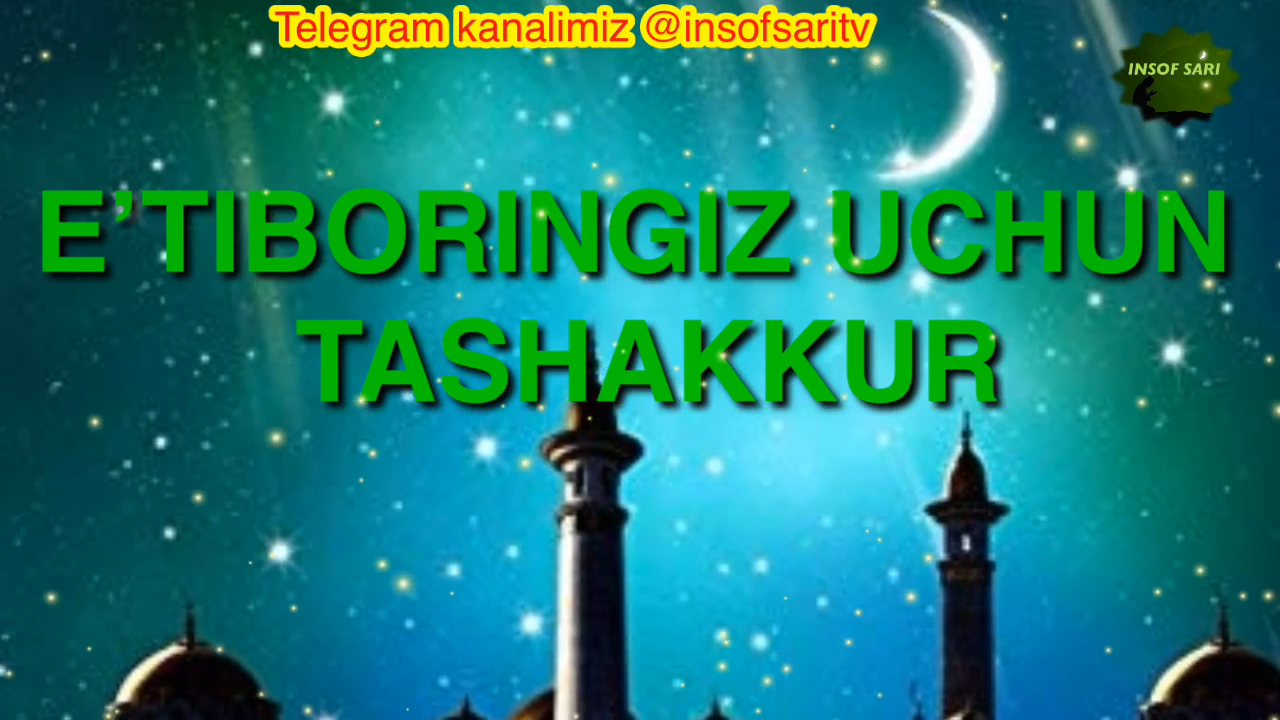 Telegram kanalimiz @insofsaritv
INSOF SARI
E’TIBORINGIZ UCHUN
TASHAKKUR